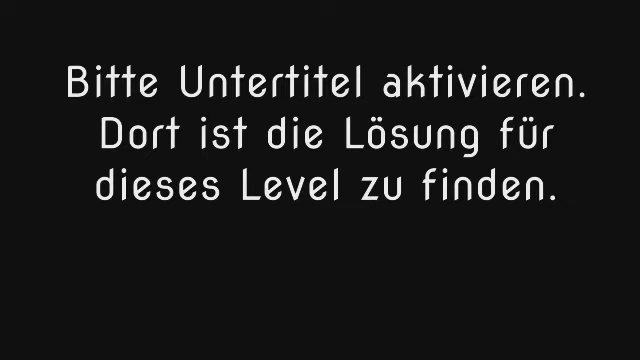 Bitte Untertitel aktivieren.
Dort ist die Lösung für
dieses Level zu finden.